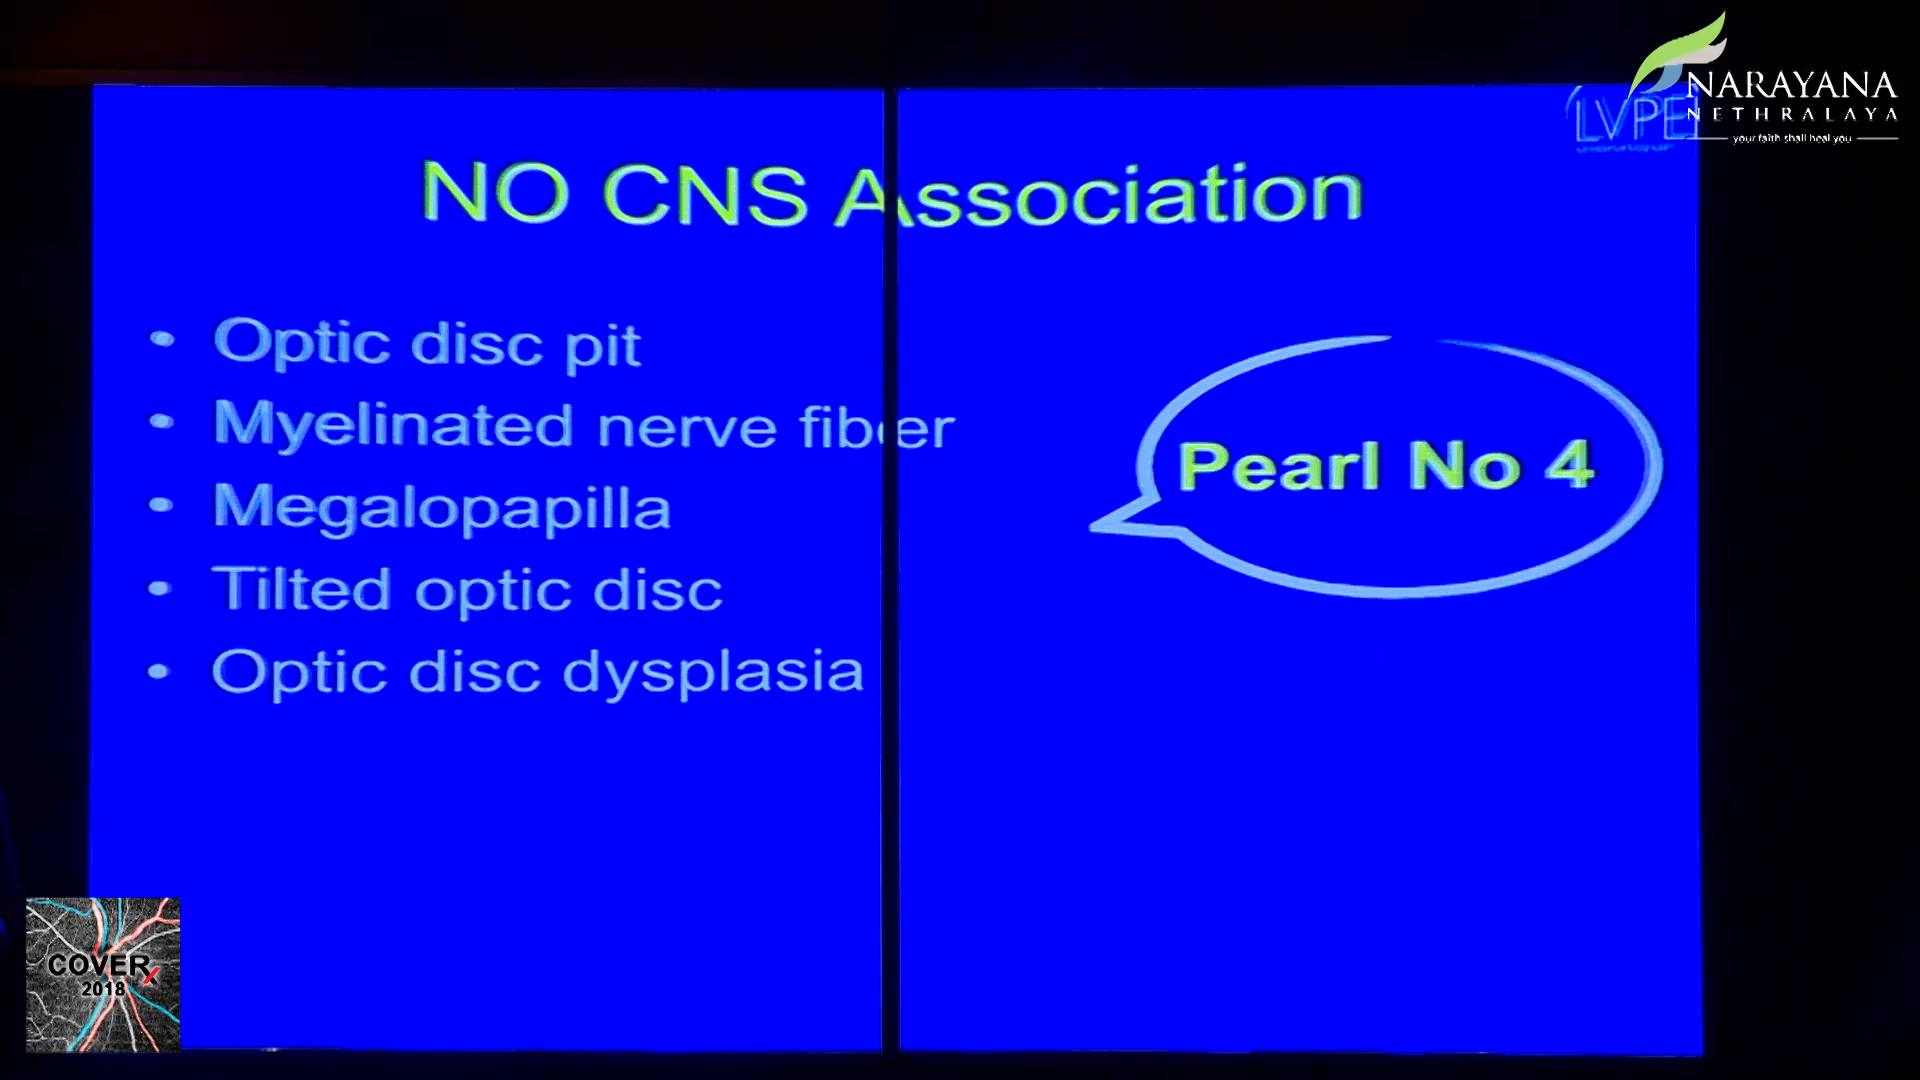 NARAYANA
NETHRALAYA
your faith shall heal you
LVPEI
NO CNS Association
• Optic disc pit
• Myelinated nerve fiber
• Megalopapilla
• Tilted optic disc
• Optic disc dysplasia
Pearl No 4
COVERx
2018